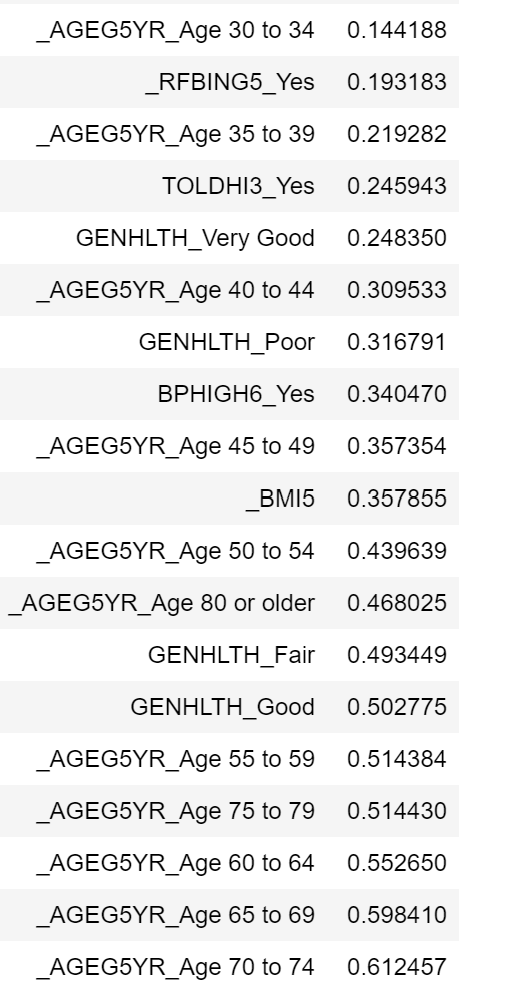 _AGEG5YR_Age 30 to 34 0.144188
_RFBING5_Yes 0.193183
_AGEG5YR_Age 35 to 39 0.219282
TOLDHI3_Yes 0.245943
GENHLTH_Very Good 0.248350
_AGEG5YR_Age 40 to 44 0.309533
GENHLTH_Poor 0.316791
BPHIGH6_Yes 0.340470
_AGEG5YR_Age 45 to 49 0.357354
_BMI5 0.357855
_AGEG5YR_Age 50 to 54 0.439639
_AGEG5YR_Age 80 or older 0.468025
GENHLTH_Fair 0.493449
GENHLTH_Good 0.502775
_AGEG5YR_Age 55 to 59 0.514384
_AGEG5YR_Age 75 to 79 0.514430
_AGEG5YR_Age 60 to 64 0.552650
_AGEG5YR_Age 65 to 69 0.598410
_AGEG5YR_Age 70 to 74 0.612457